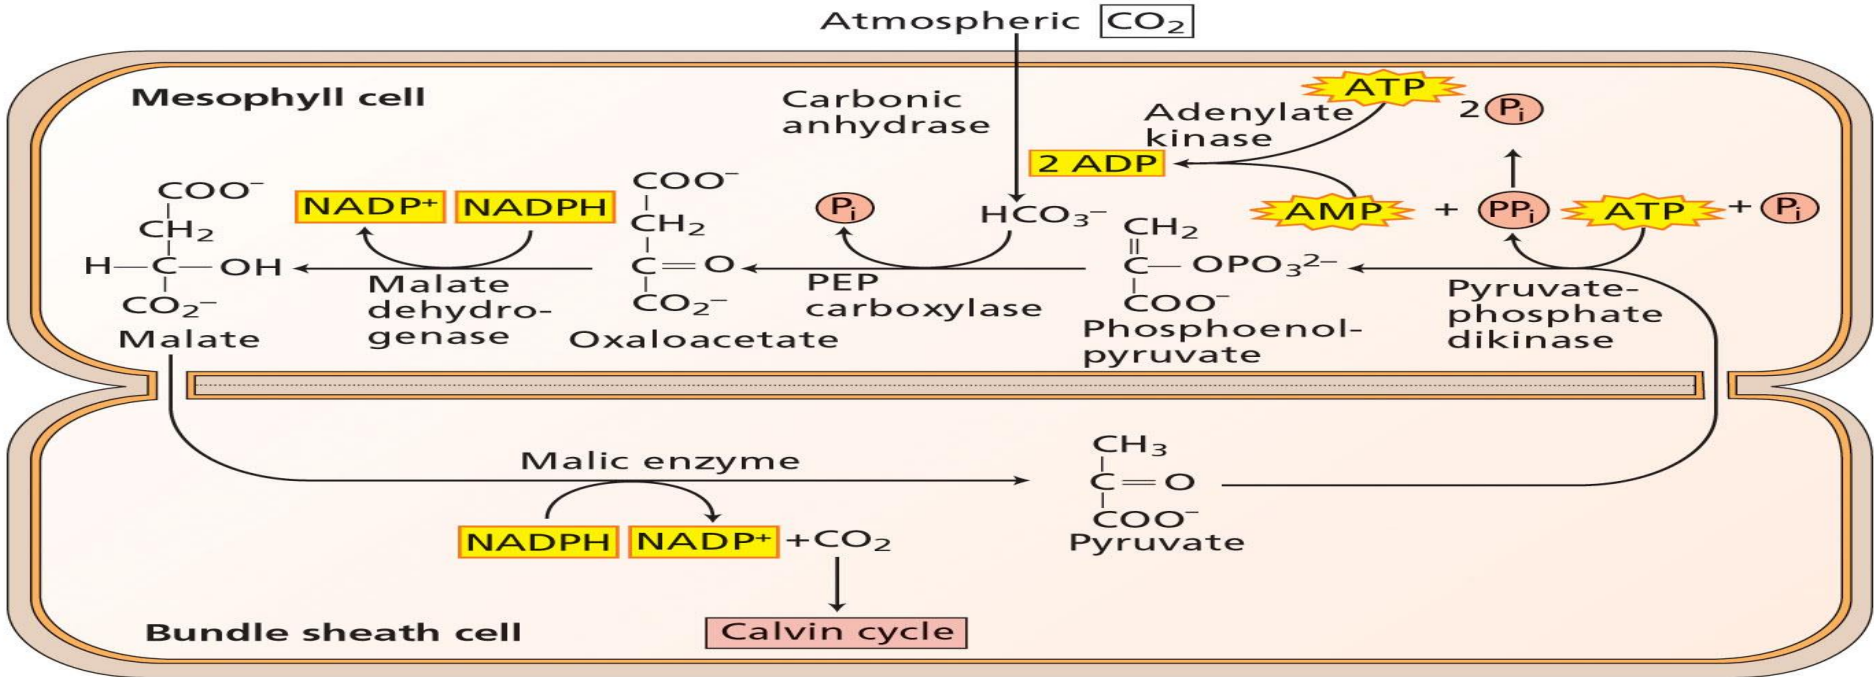 Atmospheric CO₂
Mesophyll cell
Carbonic
anhydrase
Adenylate
kinase
ATP
2 Pᵢ
2 ADP
COO⁻
CH₂
H—C—OH
CO₂⁻
Malate
NADP⁺ NADPH
Malate
dehydro-
genase
COO⁻
CH₂
C=O
CO₂⁻
Oxaloacetate
Pᵢ
HCO₃⁻
PEP
carboxylase
CH₂
C—OPO₃²⁻
COO⁻
Phosphoenol-
pyruvate
AMP + PPᵢ ATP + Pᵢ
Pyruvate-
phosphate
dikinase
Malic enzyme
NADPH NADP⁺ +CO₂
CH₃
C=O
COO⁻
Pyruvate
Bundle sheath cell
Calvin cycle